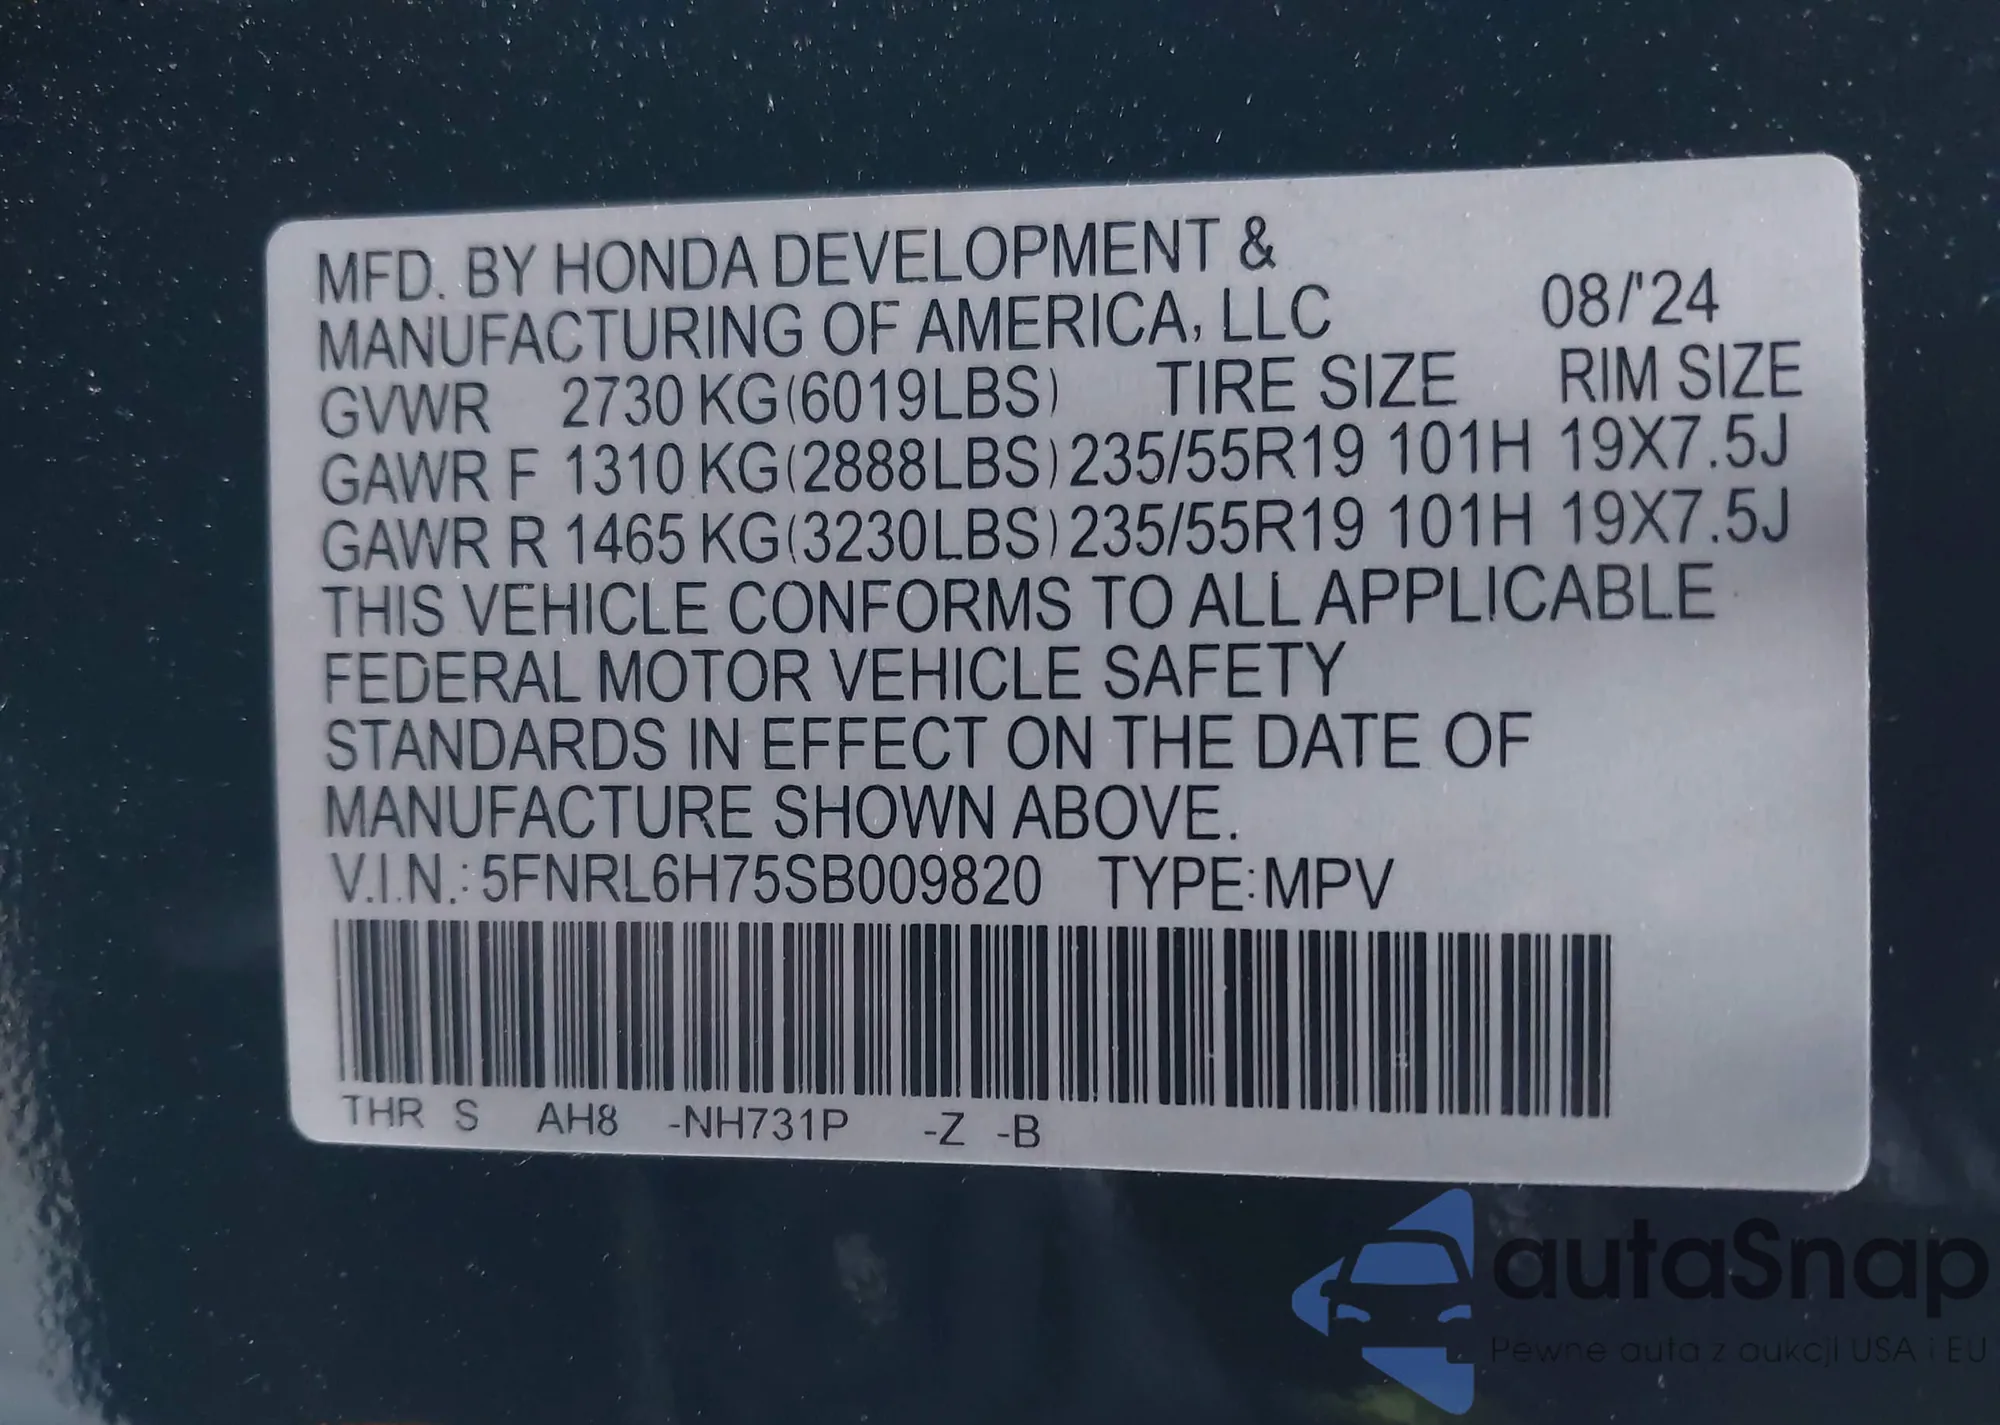 MFD. BY HONDA DEVELOPMENT &
MANUFACTURING OF AMERICA, LLC 08/'24
GVWR 2730 KG(6019LBS) TIRE SIZE RIM SIZE
GAWR F 1310 KG(2888LBS) 235/55R19 101H 19X7.5J
GAWR R 1465 KG(3230LBS) 235/55R19 101H 19X7.5J
THIS VEHICLE CONFORMS TO ALL APPLICABLE
FEDERAL MOTOR VEHICLE SAFETY
STANDARDS IN EFFECT ON THE DATE OF
MANUFACTURE SHOWN ABOVE.
V.I.N.: 5FNRL6H75SB009820 TYPE: MPV
THR S AH8 -NH731P -Z -B
autaSnap
Pewne auta z aukcji USA i EU